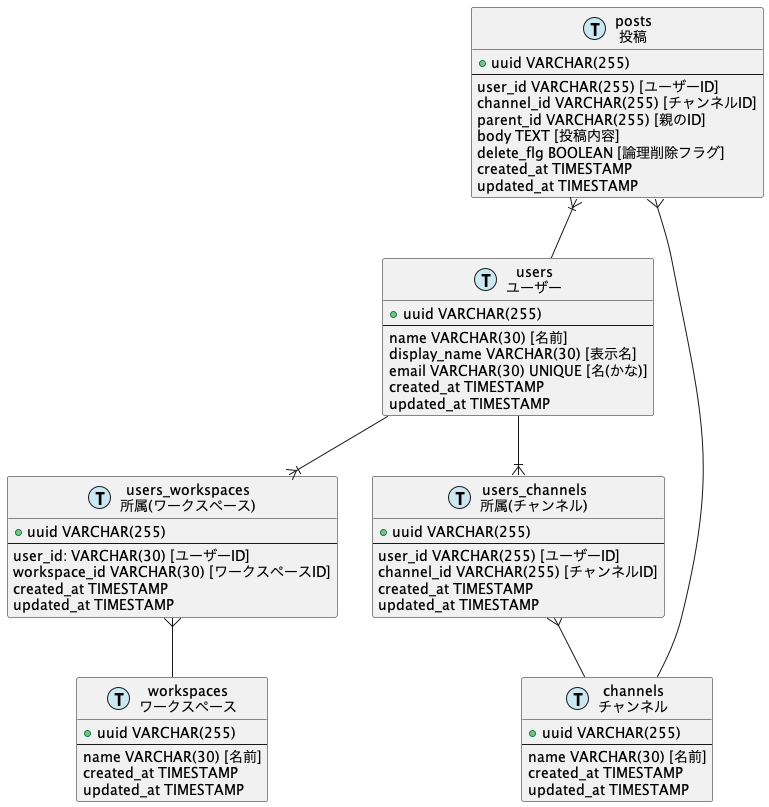 T
posts
投稿
uuid VARCHAR(255)
user_id VARCHAR(255) [ユーザーID]
channel_id VARCHAR(255) [チャンネルID]
parent_id VARCHAR(255) [親のID]
body TEXT [投稿内容]
delete_flg BOOLEAN [論理削除フラグ]
created_at TIMESTAMP
updated_at TIMESTAMP
T
users
ユーザー
uuid VARCHAR(255)
name VARCHAR(30) [名前]
display_name VARCHAR(30) [表示名]
email VARCHAR(30) UNIQUE [名(かな)]
created_at TIMESTAMP
updated_at TIMESTAMP
T
users_workspaces
所属(ワークスペース)
uuid VARCHAR(255)
user_id: VARCHAR(30) [ユーザーID]
workspace_id VARCHAR(30) [ワークスペースID]
created_at TIMESTAMP
updated_at TIMESTAMP
T
users_channels
所属(チャンネル)
uuid VARCHAR(255)
user_id VARCHAR(255) [ユーザーID]
channel_id VARCHAR(255) [チャンネルID]
created_at TIMESTAMP
updated_at TIMESTAMP
T
workspaces
ワークスペース
uuid VARCHAR(255)
name VARCHAR(30) [名前]
created_at TIMESTAMP
updated_at TIMESTAMP
T
channels
チャンネル
uuid VARCHAR(255)
name VARCHAR(30) [名前]
created_at TIMESTAMP
updated_at TIMESTAMP